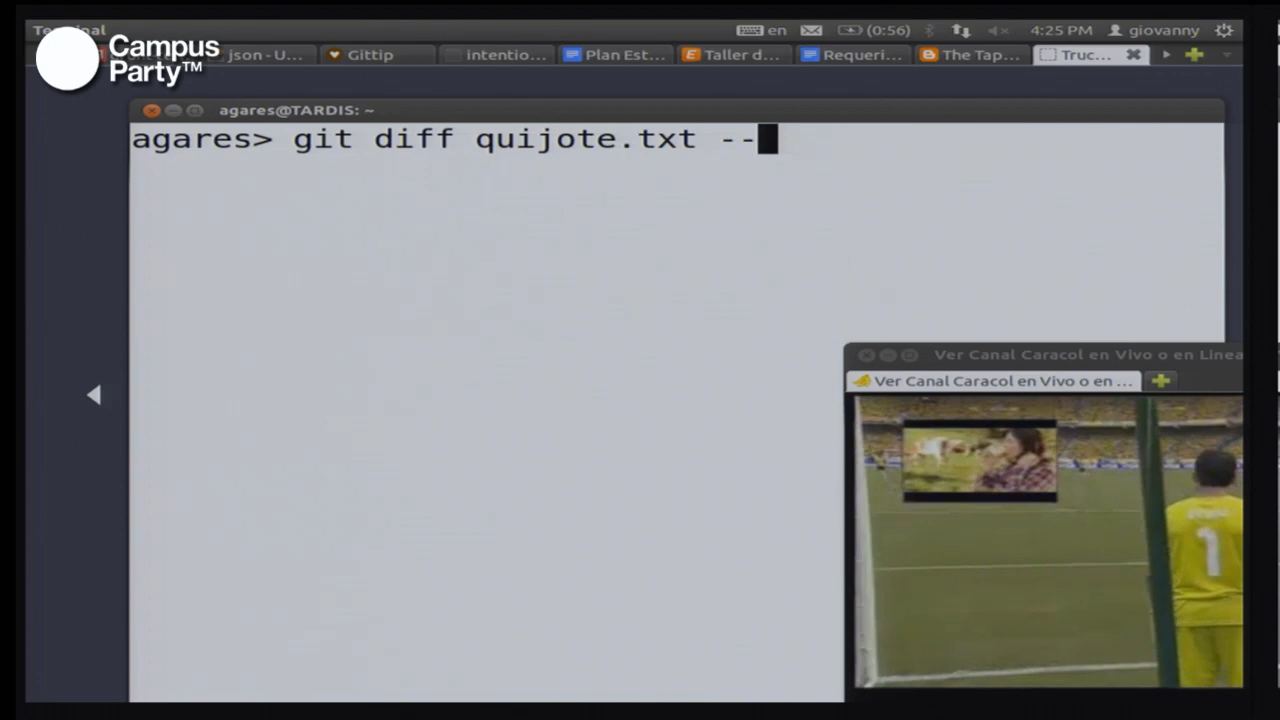 Terminal
en
(0:56)
4:25 PM
giovanny
Campus
Party™
json - U...
Gittip
intentio...
Plan Est...
Taller d...
Requeri...
The Tap...
Truc...
agares@TARDIS: ~
agares> git diff quijote.txt --
Ver Canal Caracol en Vivo o en Linea
Ver Canal Caracol en Vivo o en ...
1